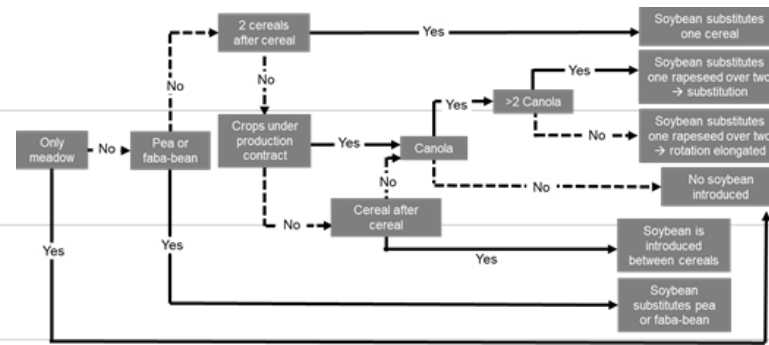 2 cereals
after cereal
Yes
Soybean substitutes
one cereal
No
No
Soybean substitutes
one rapeseed over two
→ substitution
Yes
>2 Canola
Yes
No
Soybean substitutes
one rapeseed over two
→ rotation elongated
Only
meadow
No
Pea or
faba-bean
Crops under
production
contract
Yes
Canola
No
No soybean
introduced
No
No
Cereal after
cereal
Yes
Yes
Yes
Soybean is
introduced
between cereals
Soybean
substitutes pea
or faba-bean